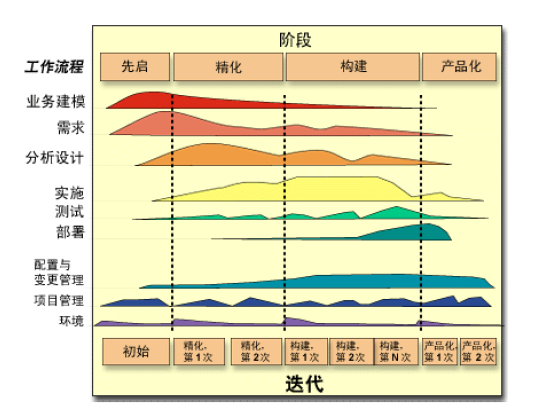 阶段
工作流程
先启
精化
构建
产品化
业务建模
需求
分析设计
实施
测试
部署
配置与
变更管理
项目管理
环境
初始
精化.
第1次
精化.
第2次
构建.
第1次
构建.
第2次
构建.
第N次
产品化.
第1次
产品化.
第 2次
迭代